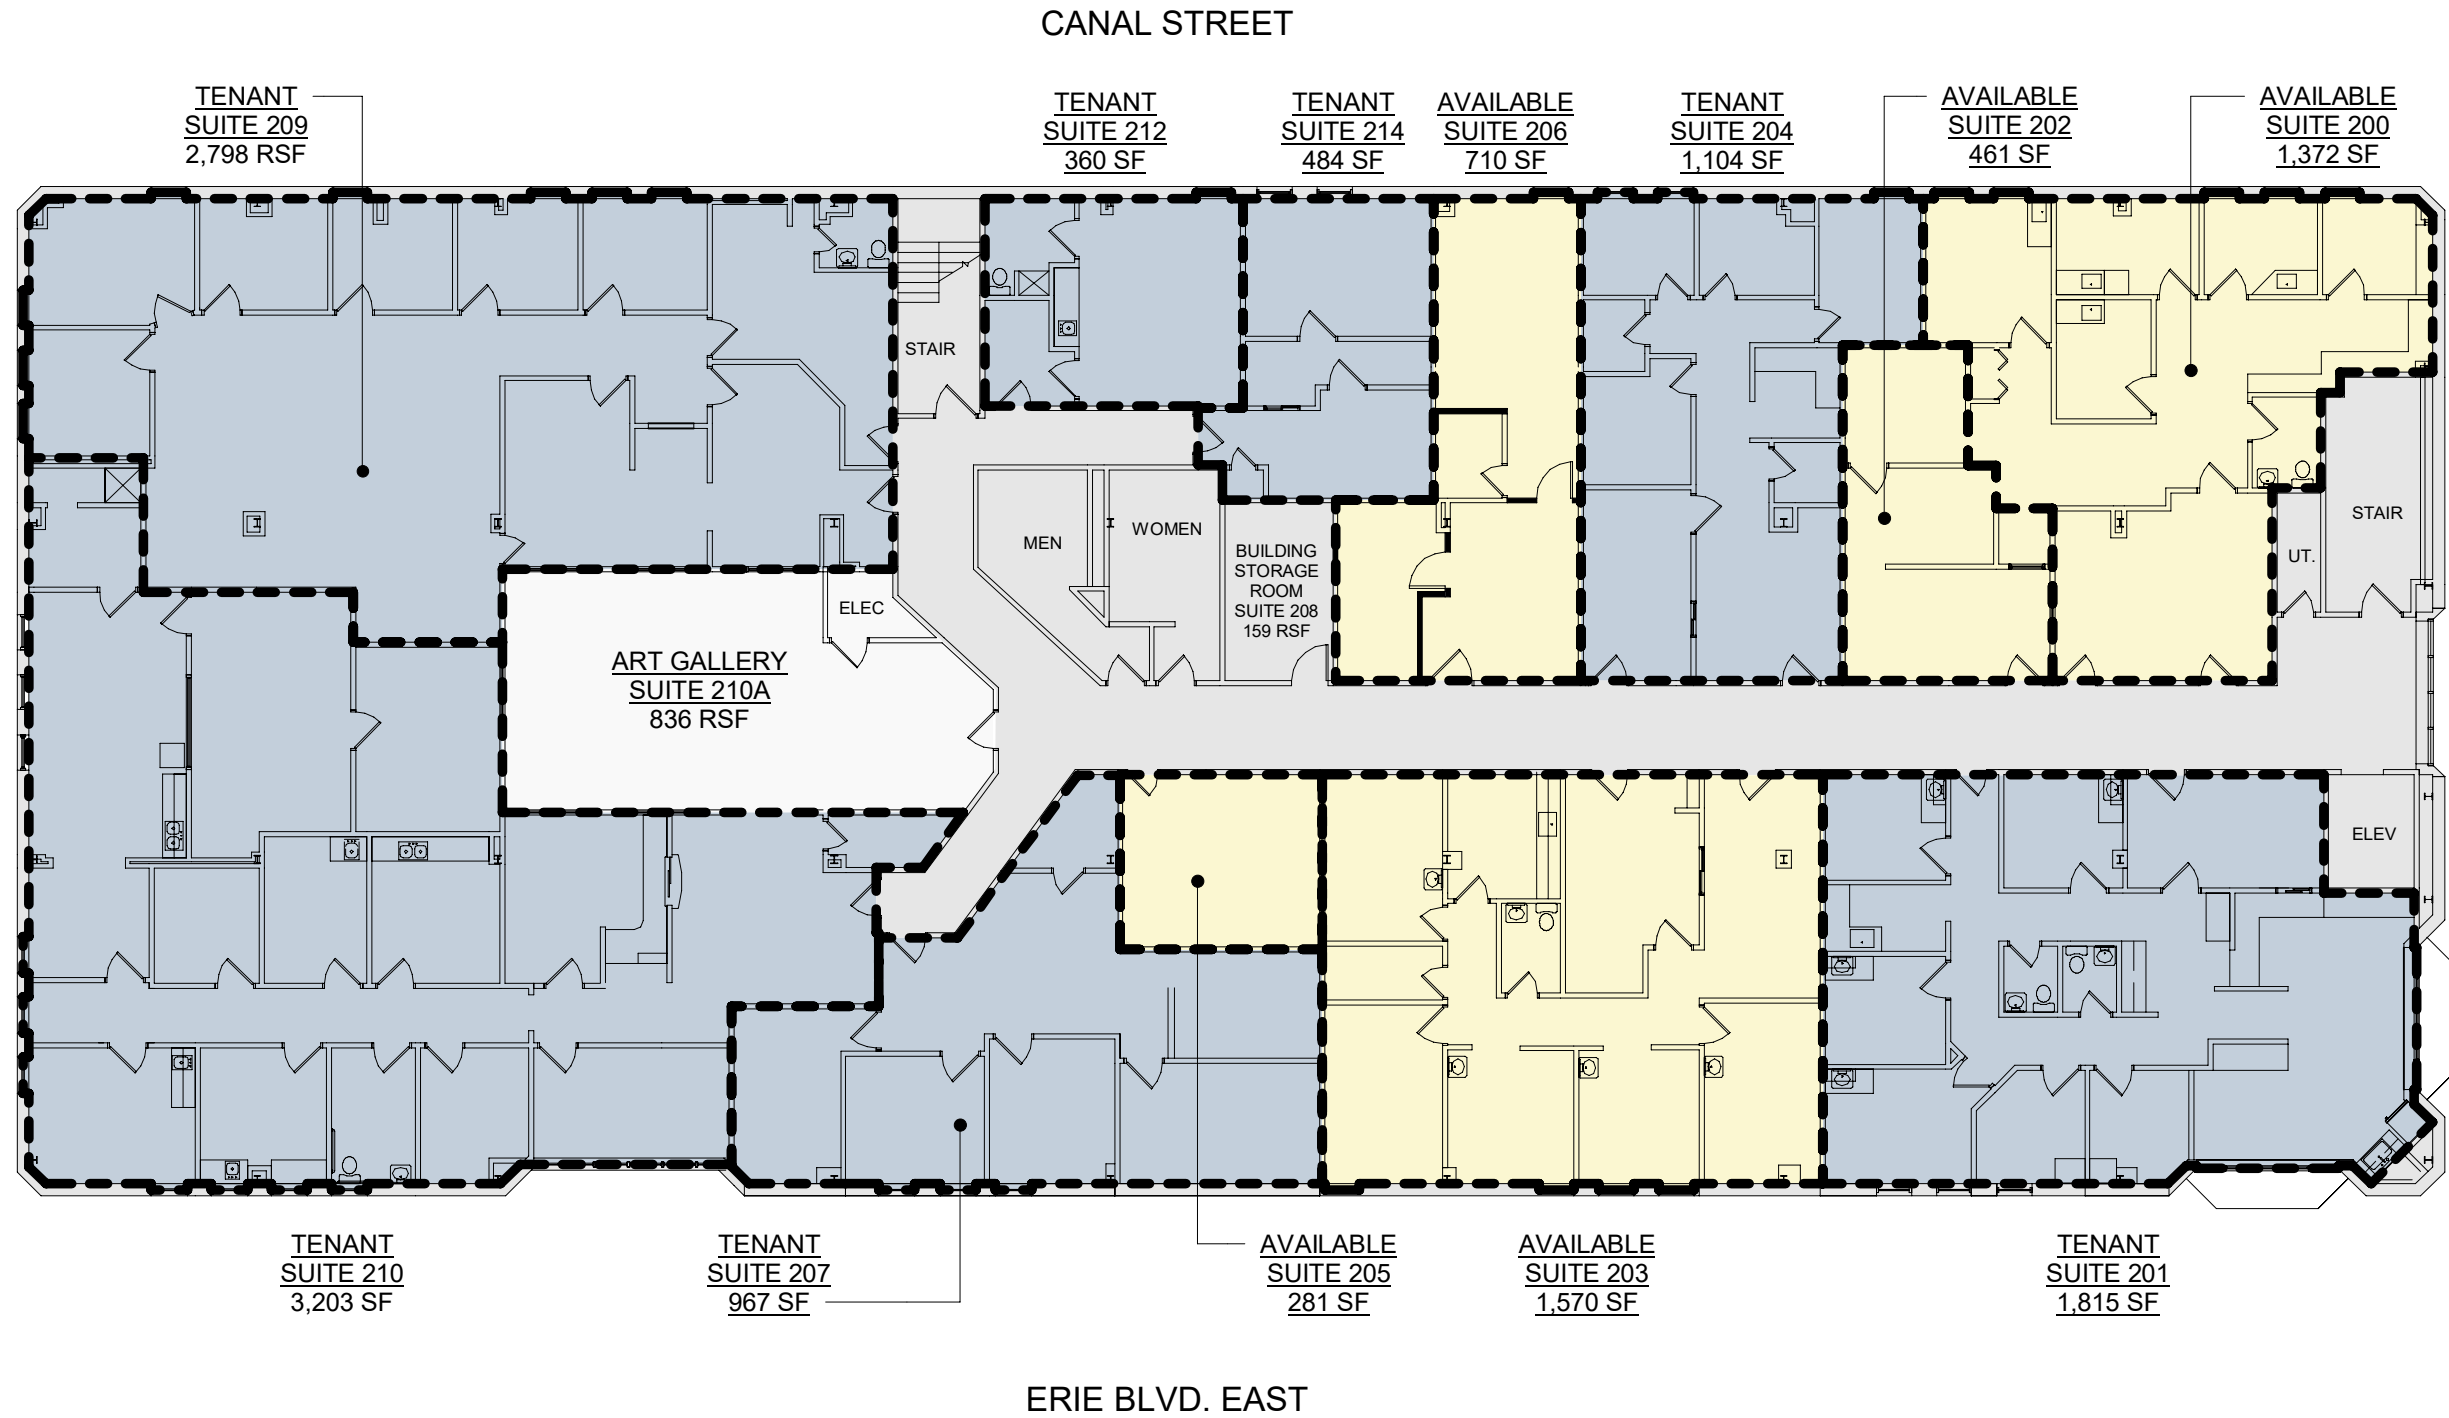 CANAL STREET
TENANT
SUITE 209
2,798 RSF
TENANT
SUITE 212
360 SF
TENANT
SUITE 214
484 SF
AVAILABLE
SUITE 206
710 SF
TENANT
SUITE 204
1,104 SF
AVAILABLE
SUITE 202
461 SF
AVAILABLE
SUITE 200
1,372 SF
STAIR
MEN
WOMEN
BUILDING
STORAGE
ROOM
SUITE 208
159 RSF
STAIR
UT.
ELEC
ART GALLERY
SUITE 210A
836 RSF
ELEV
TENANT
SUITE 210
3,203 SF
TENANT
SUITE 207
967 SF
AVAILABLE
SUITE 205
281 SF
AVAILABLE
SUITE 203
1,570 SF
TENANT
SUITE 201
1,815 SF
ERIE BLVD. EAST